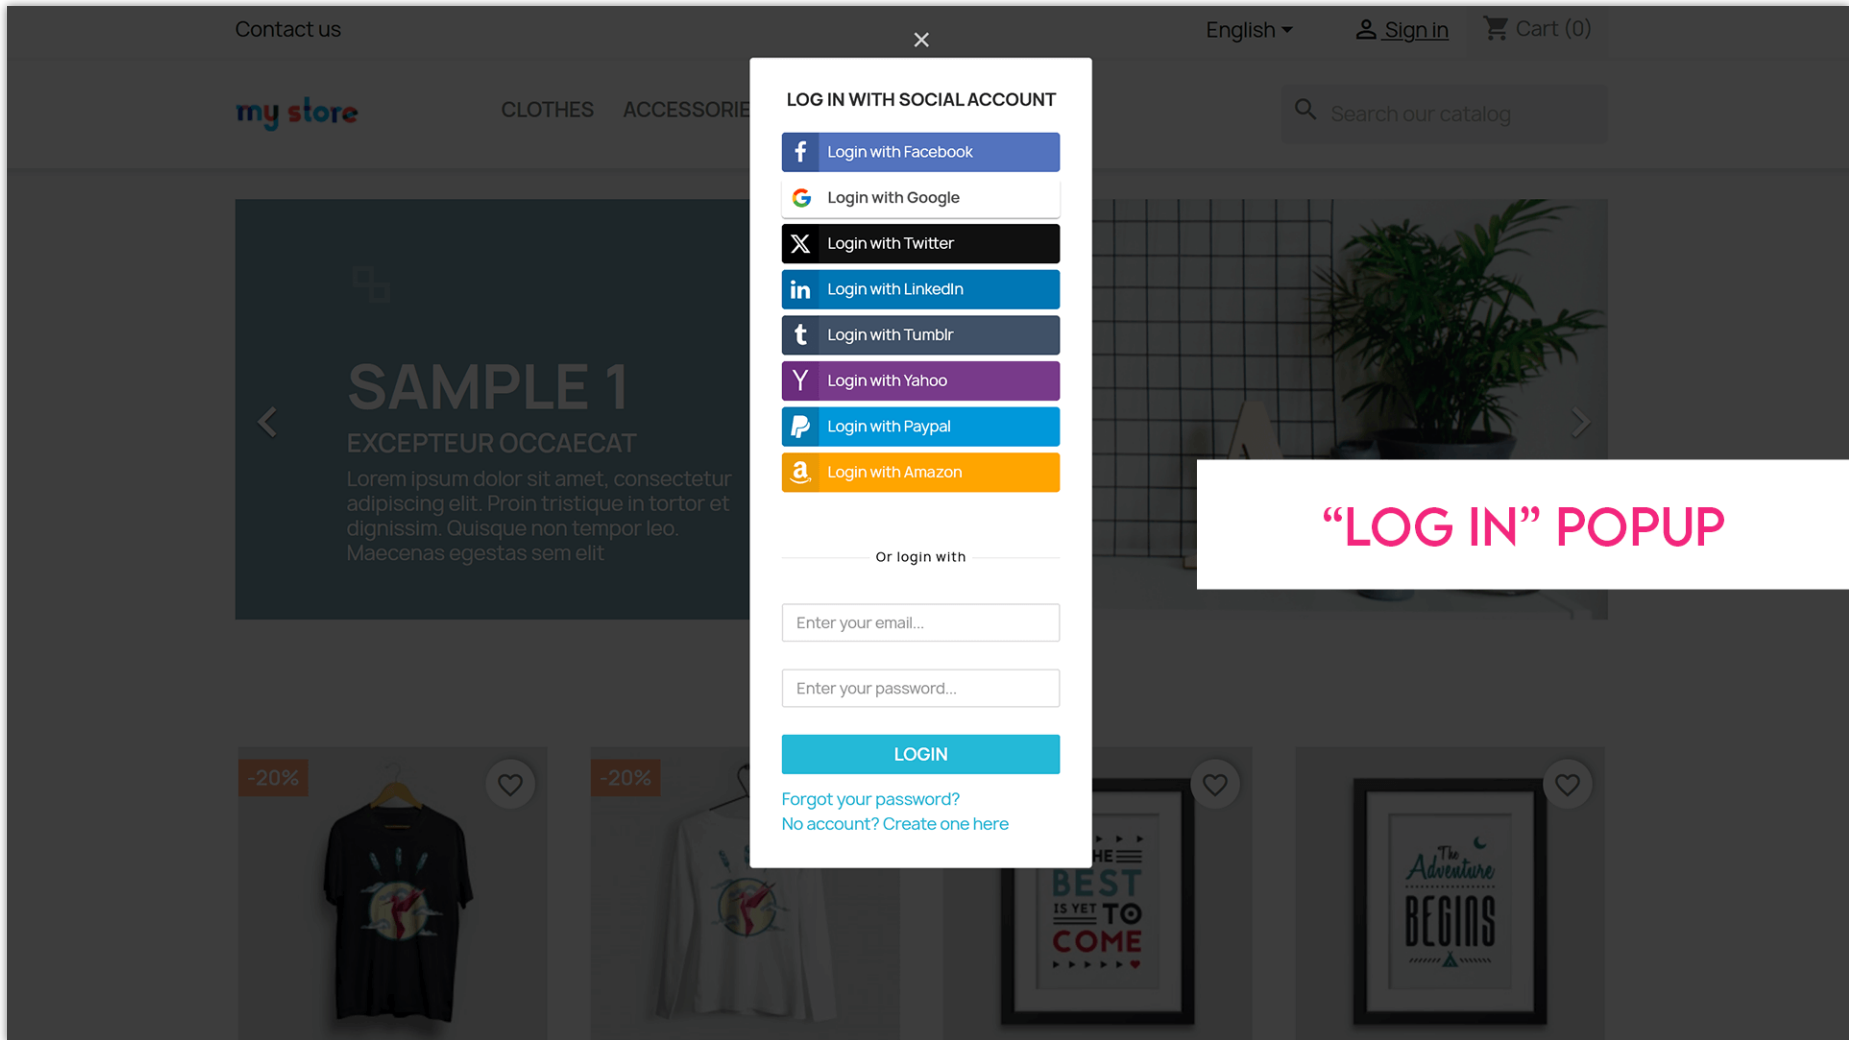 Contact us
English
Sign in
Cart (0)
my store
CLOTHES
ACCESSORIE
Search our catalog
LOG IN WITH SOCIAL ACCOUNT
Login with Facebook
Login with Google
Login with Twitter
Login with LinkedIn
Login with Tumblr
Login with Yahoo
Login with Paypal
Login with Amazon
Or login with
Enter your email...
Enter your password...
LOGIN
Forgot your password?
No account? Create one here
SAMPLE 1
EXCEPTEUR OCCAECAT
Lorem ipsum dolor sit amet, consectetur
adipiscing elit. Proin tristique in tortor et
dignissim. Quisque non tempor leo.
Maecenas egestas sem elit
“LOG IN” POPUP
-20%
-20%
HE
BEST
IS YET TO
COME
The
Adventure
BEGINS